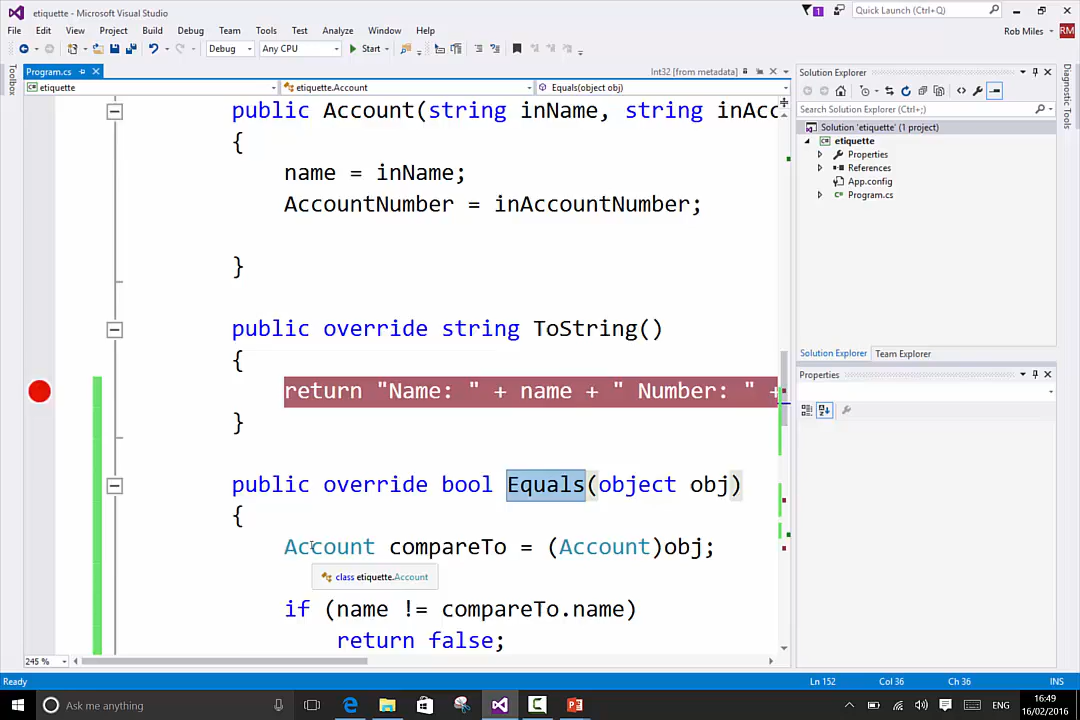 etiquette - Microsoft Visual Studio
1
Quick Launch (Ctrl+Q)
File Edit View Project Build Debug Team Tools Test Analyze Window Help
Rob Miles
RM
Debug Any CPU Start
Toolbox
Program.cs
Int32 [from metadata]
etiquette
etiquette.Account
Equals(object obj)
public Account(string inName, string inAcc
{
name = inName;
AccountNumber = inAccountNumber;
}
public override string ToString()
{
return "Name: " + name + " Number: " +
}
public override bool Equals(object obj)
{
Account compareTo = (Account)obj;
class etiquette.Account
if (name != compareTo.name)
return false;
245 %
Solution Explorer
Search Solution Explorer (Ctrl+;)
Solution 'etiquette' (1 project)
etiquette
Properties
References
App.config
Program.cs
Solution Explorer Team Explorer
Properties
Diagnostic Tools
Ready
Ln 152 Col 36 Ch 36 INS
Ask me anything
ENG
16:49
16/02/2016